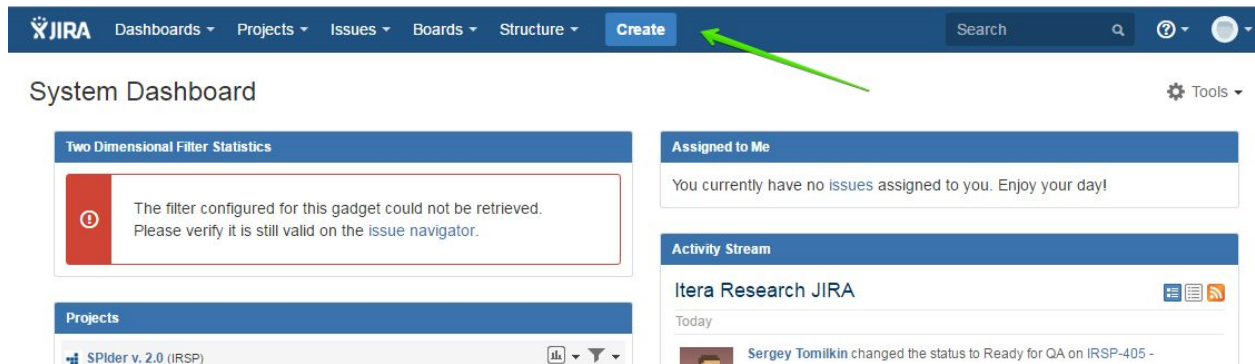 JIRA Dashboards Projects Issues Boards Structure Create Search
System Dashboard
Tools
Two Dimensional Filter Statistics
The filter configured for this gadget could not be retrieved.
Please verify it is still valid on the issue navigator.
Projects
SPIder v. 2.0 (IRSP)
Assigned to Me
You currently have no issues assigned to you. Enjoy your day!
Activity Stream
Itera Research JIRA
Today
Sergey Tomilkin changed the status to Ready for QA on IRSP-405 -